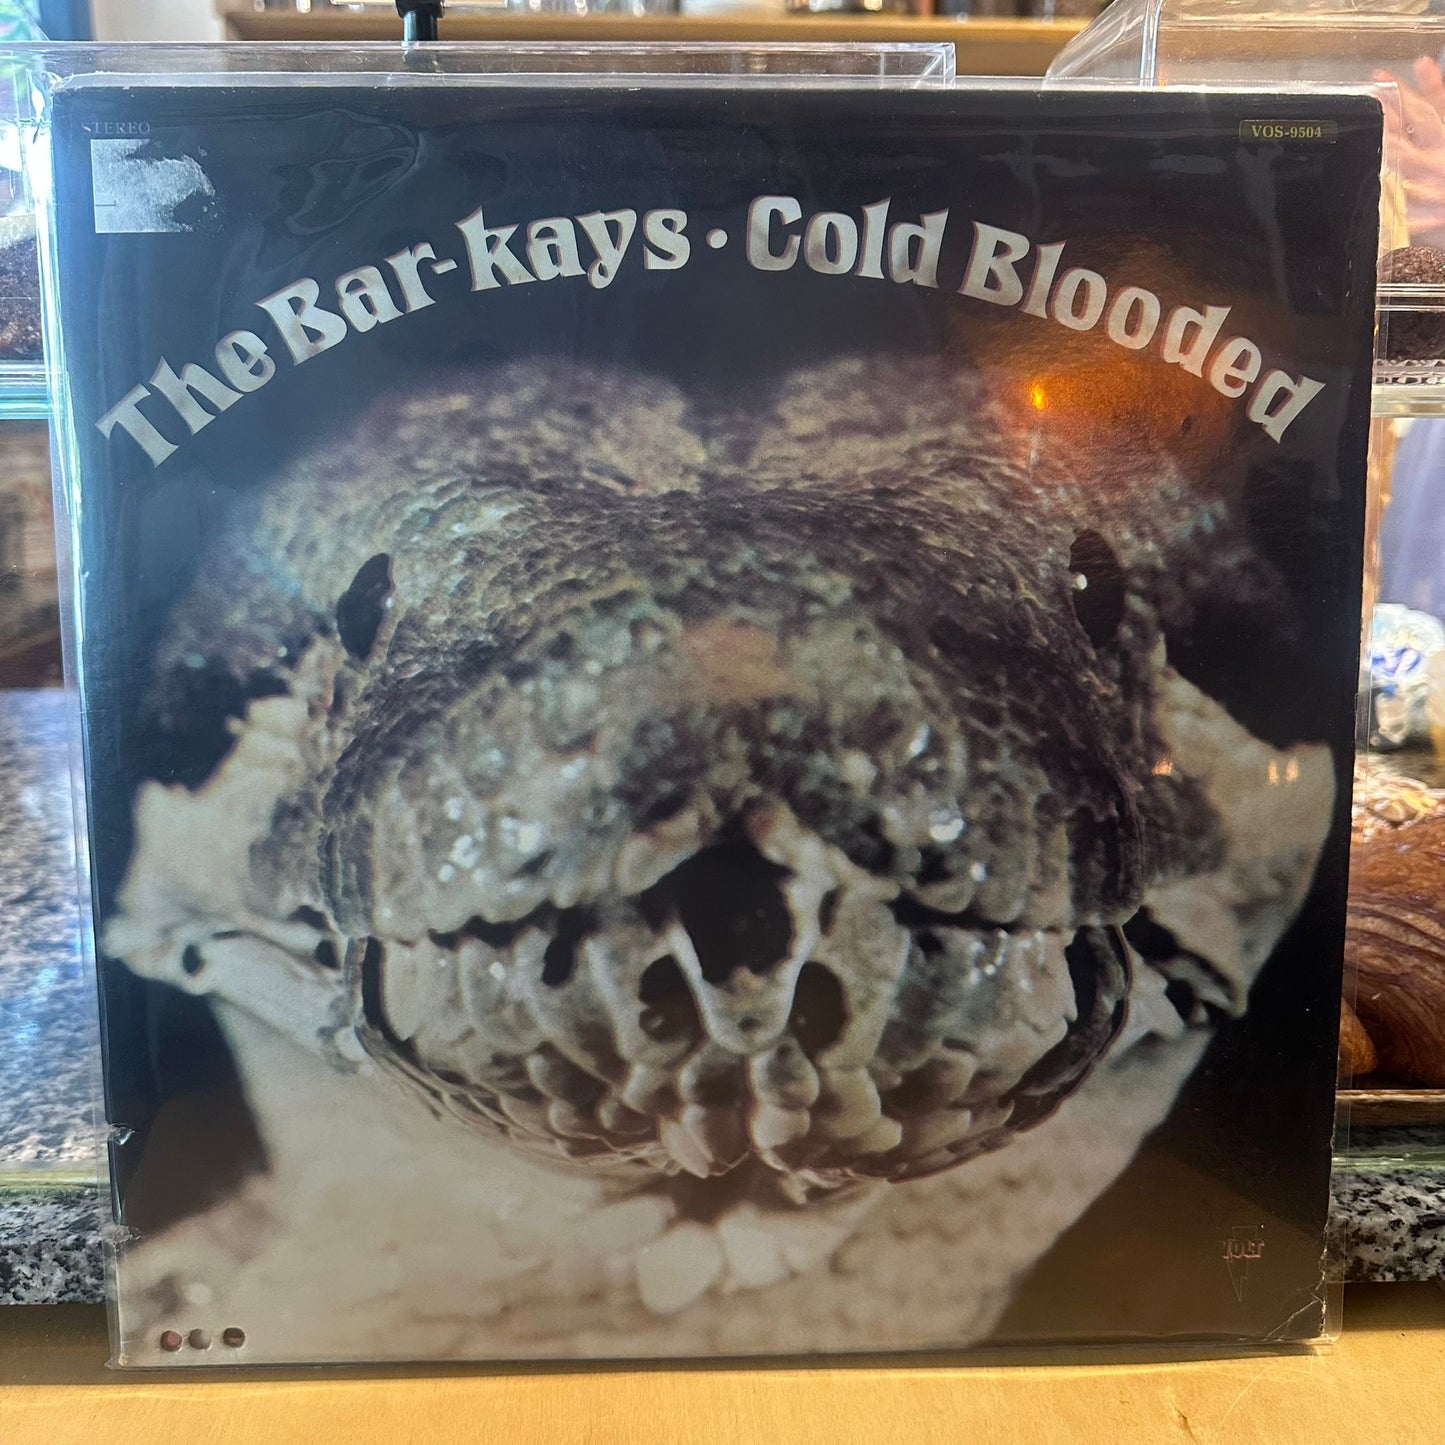 STEREO
VOS-9504
The Bar-kays · Cold Blooded
VOLT